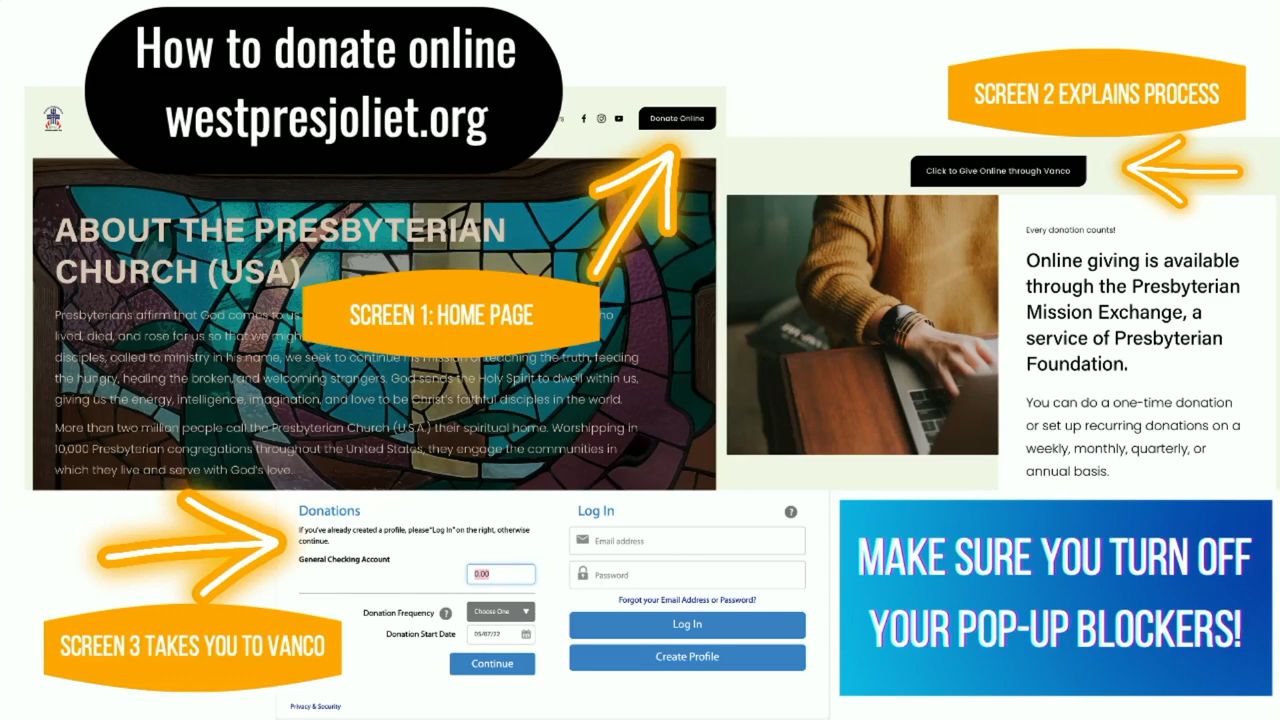 How to donate online
westpresjoliet.org
Donate Online
ABOUT THE PRESBYTERIAN
CHURCH (USA)
Presbyterians affirm that God comes to us
lived, died, and rose for us so that we
disciples, called to ministry in his name, we seek to continue his mission of teaching the truth, feeding
the hungry, healing the broken, and welcoming strangers. God sends the Holy Spirit to dwell within us,
giving us the energy, intelligence, imagination, and love to be Christ's faithful disciples in the world.
More than two million people call the Presbyterian Church (U.S.A.) their spiritual home. Worshipping in
10,000 Presbyterian congregations throughout the United States, they engage the communities in
which they live and serve with God's love.
SCREEN 1: HOME PAGE
SCREEN 2 EXPLAINS PROCESS
Click to Give Online through Vanco
Every donation counts!
Online giving is available
through the Presbyterian
Mission Exchange, a
service of Presbyterian
Foundation.
You can do a one-time donation
or set up recurring donations on a
weekly, monthly, quarterly, or
annual basis.
SCREEN 3 TAKES YOU TO VANCO
Donations
If you've already created a profile, please "Log In" on the right, otherwise
continue.
General Checking Account
0.00
Donation Frequency ? Choose One
Donation Start Date 05/07/22
Continue
Privacy & Security
Log In ?
Email address
Password
Forgot your Email Address or Password?
Log In
Create Profile
MAKE SURE YOU TURN OFF
YOUR POP-UP BLOCKERS!